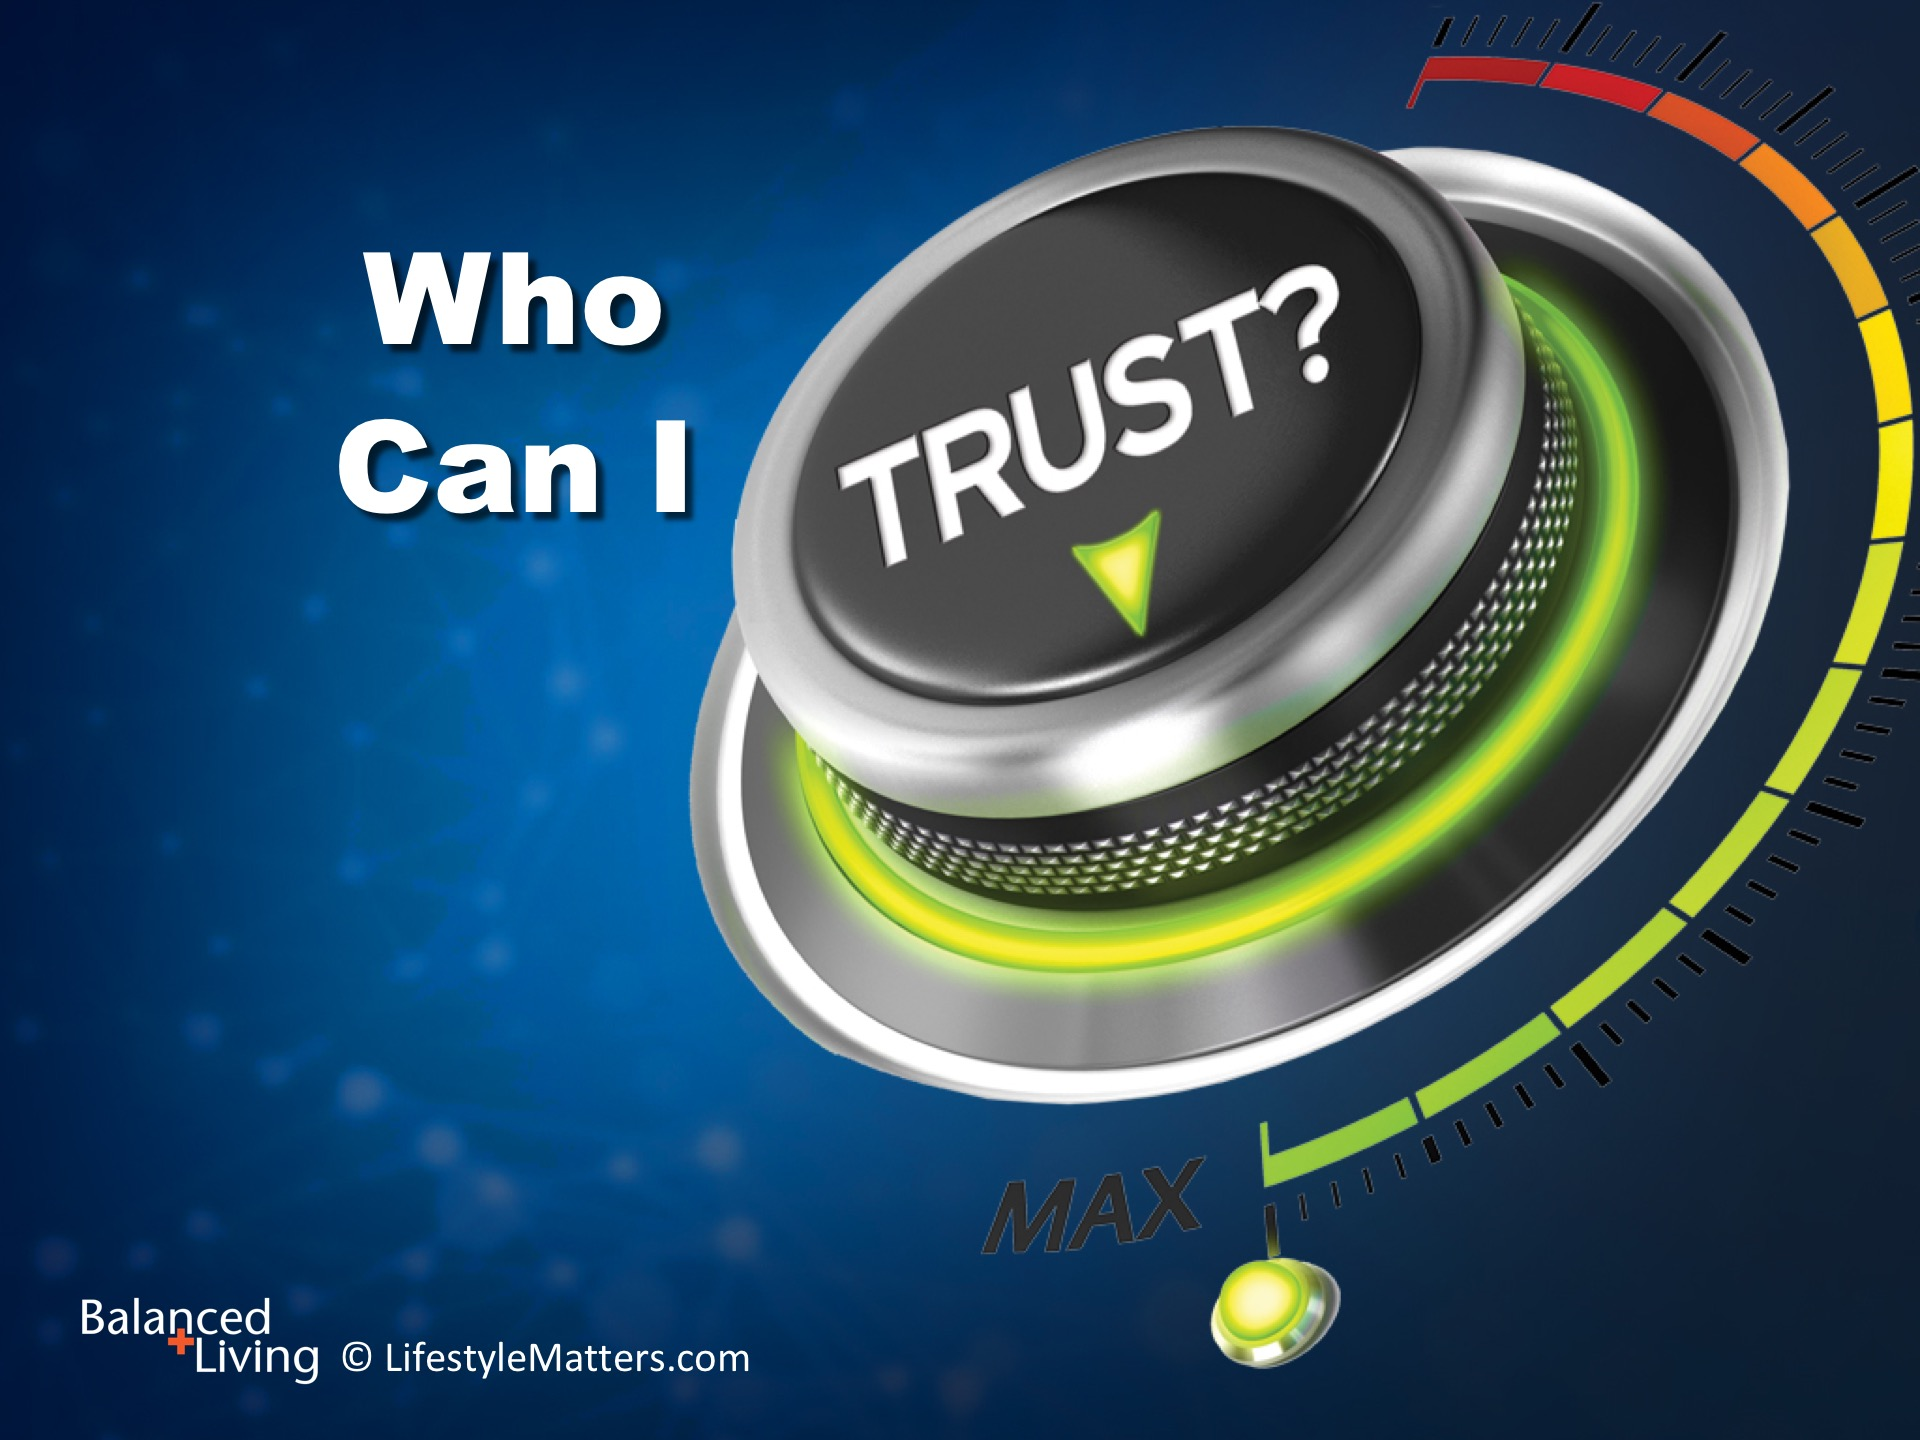 Who
Can I
TRUST?
MAX
Balanced
Living © LifestyleMatters.com